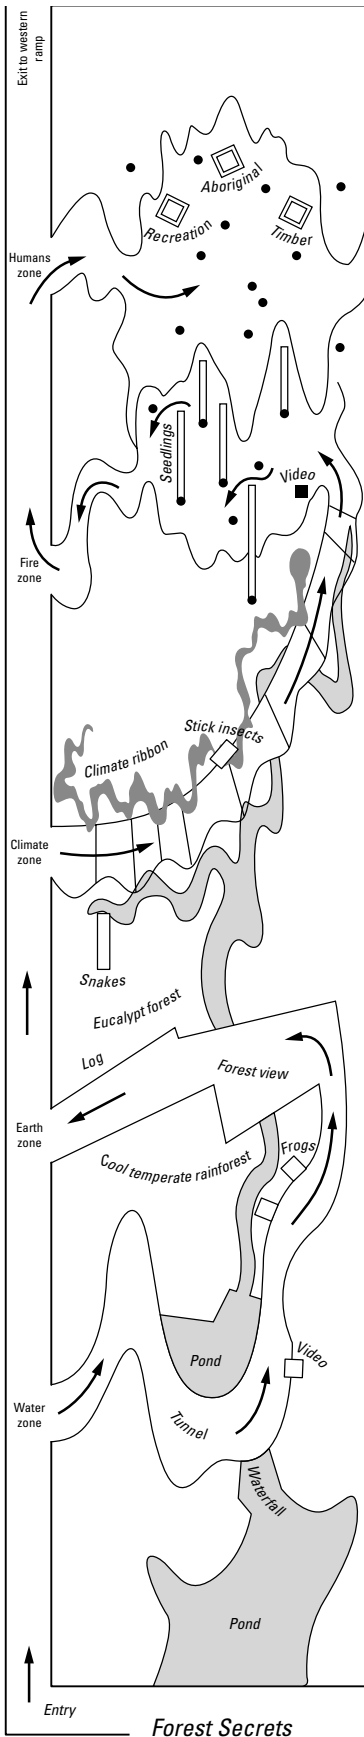 Exit to western
ramp
Aboriginal
Recreation
Timber
Humans
zone
Seedlings
Video
Fire
zone
Stick insects
Climate ribbon
Climate
zone
Snakes
Eucalypt forest
Log
Forest view
Earth
zone
Frogs
Cool temperate rainforest
Video
Pond
Water
zone
Tunnel
Waterfall
Pond
Entry
Forest Secrets